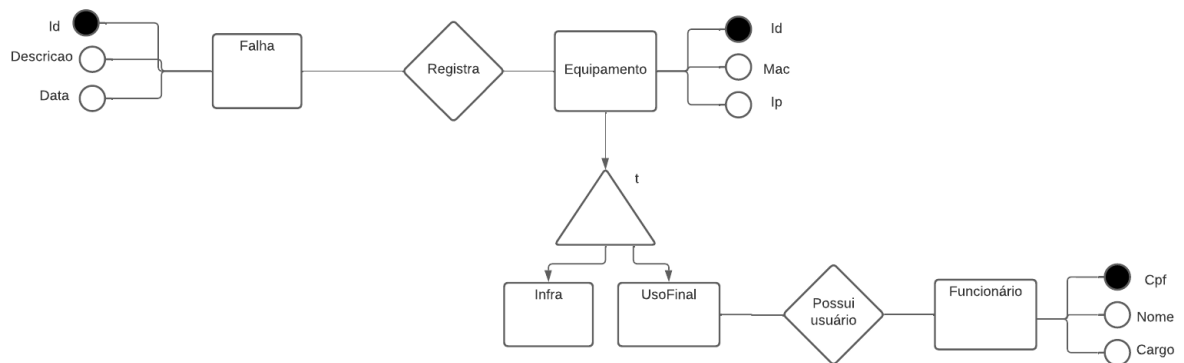 Id
Descricao
Data
Falha
Registra
Equipamento
Id
Mac
Ip
t
Infra
UsoFinal
Possui
usuário
Funcionário
Cpf
Nome
Cargo